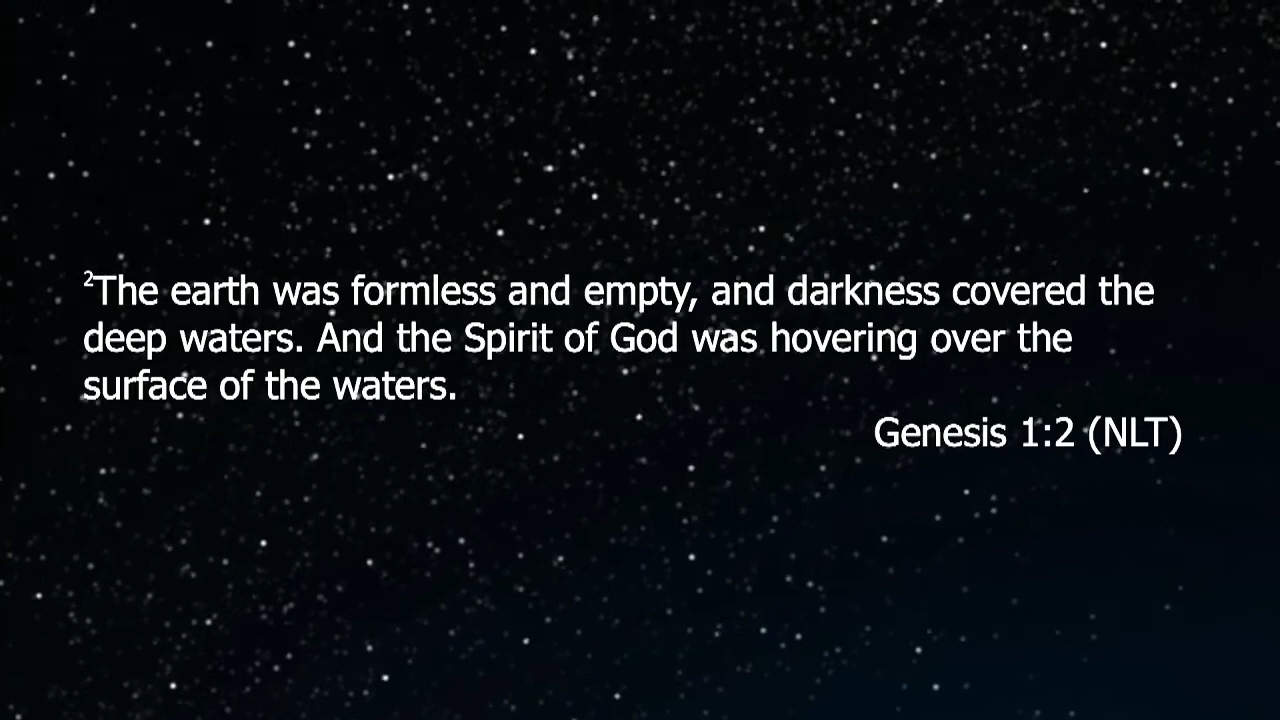 ²The earth was formless and empty, and darkness covered the
deep waters. And the Spirit of God was hovering over the
surface of the waters.
Genesis 1:2 (NLT)